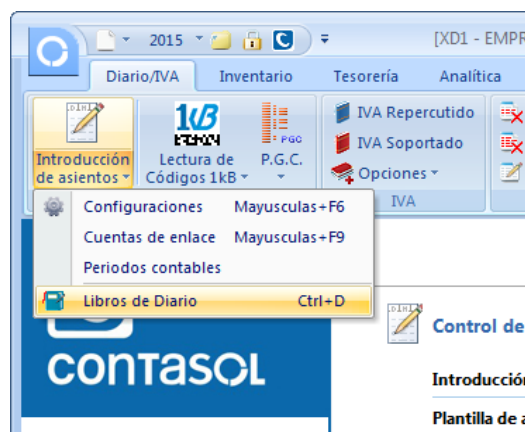 2015
[XD1 - EMPR
Diario/IVA Inventario Tesorería Analítica
Introducción
de asientos
Lectura de
Códigos 1kB
PGC
P.G.C.
IVA Repercutido
IVA Soportado
Opciones
IVA
Configuraciones Mayusculas+F6
Cuentas de enlace Mayusculas+F9
Periodos contables
Libros de Diario Ctrl+D
CONTASOL
Control de
Introducción
Plantilla de a